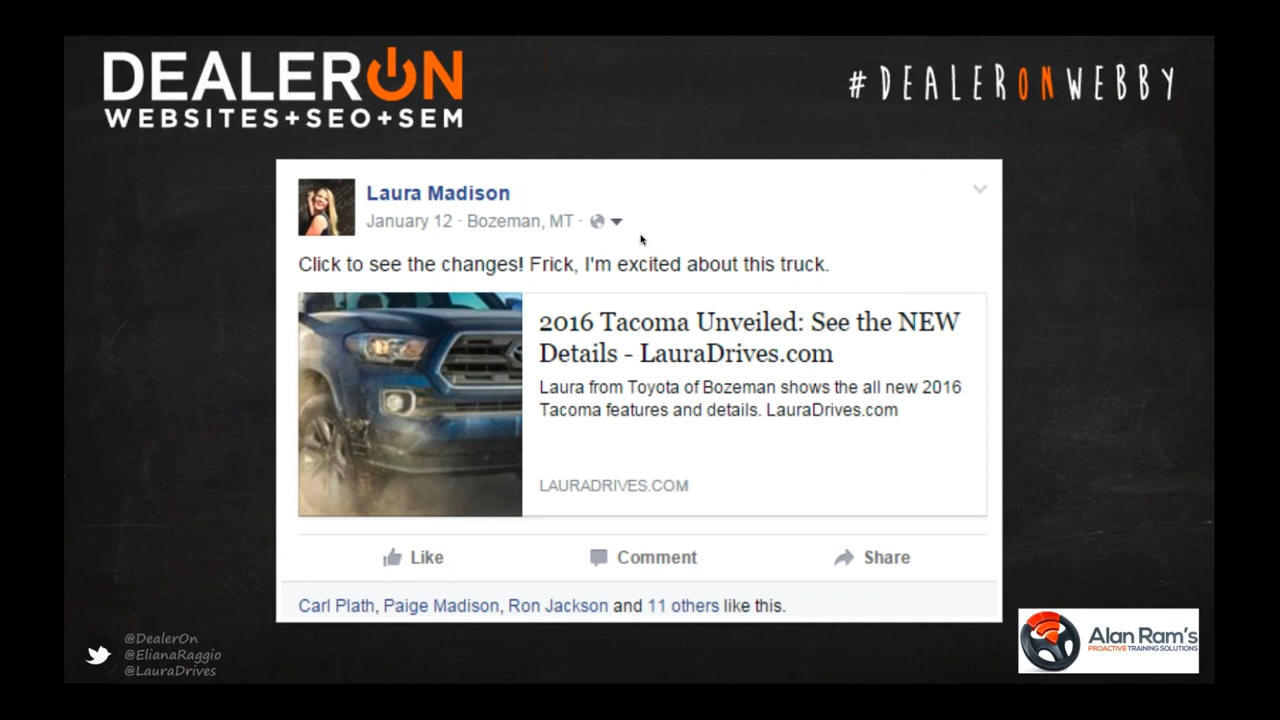 DEALERON
WEBSITES+SEO+SEM
#DEALERONWEBBY
Laura Madison
January 12 · Bozeman, MT ·
Click to see the changes! Frick, I'm excited about this truck.
2016 Tacoma Unveiled: See the NEW
Details - LauraDrives.com
Laura from Toyota of Bozeman shows the all new 2016
Tacoma features and details. LauraDrives.com
LAURADRIVES.COM
Like Comment Share
Carl Plath, Paige Madison, Ron Jackson and 11 others like this.
@DealerOn
@ElianaRaggio
@LauraDrives
Alan Ram's
PROACTIVE TRAINING SOLUTIONS